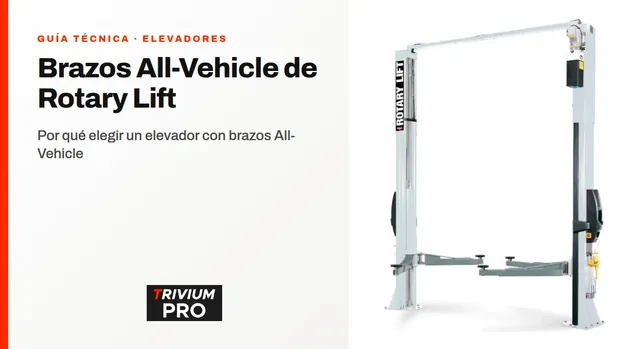 GUÍA TÉCNICA · ELEVADORES
Brazos All-Vehicle de
Rotary Lift
Por qué elegir un elevador con brazos All-
Vehicle
TRIVIUM
PRO
ROTARY LIFT